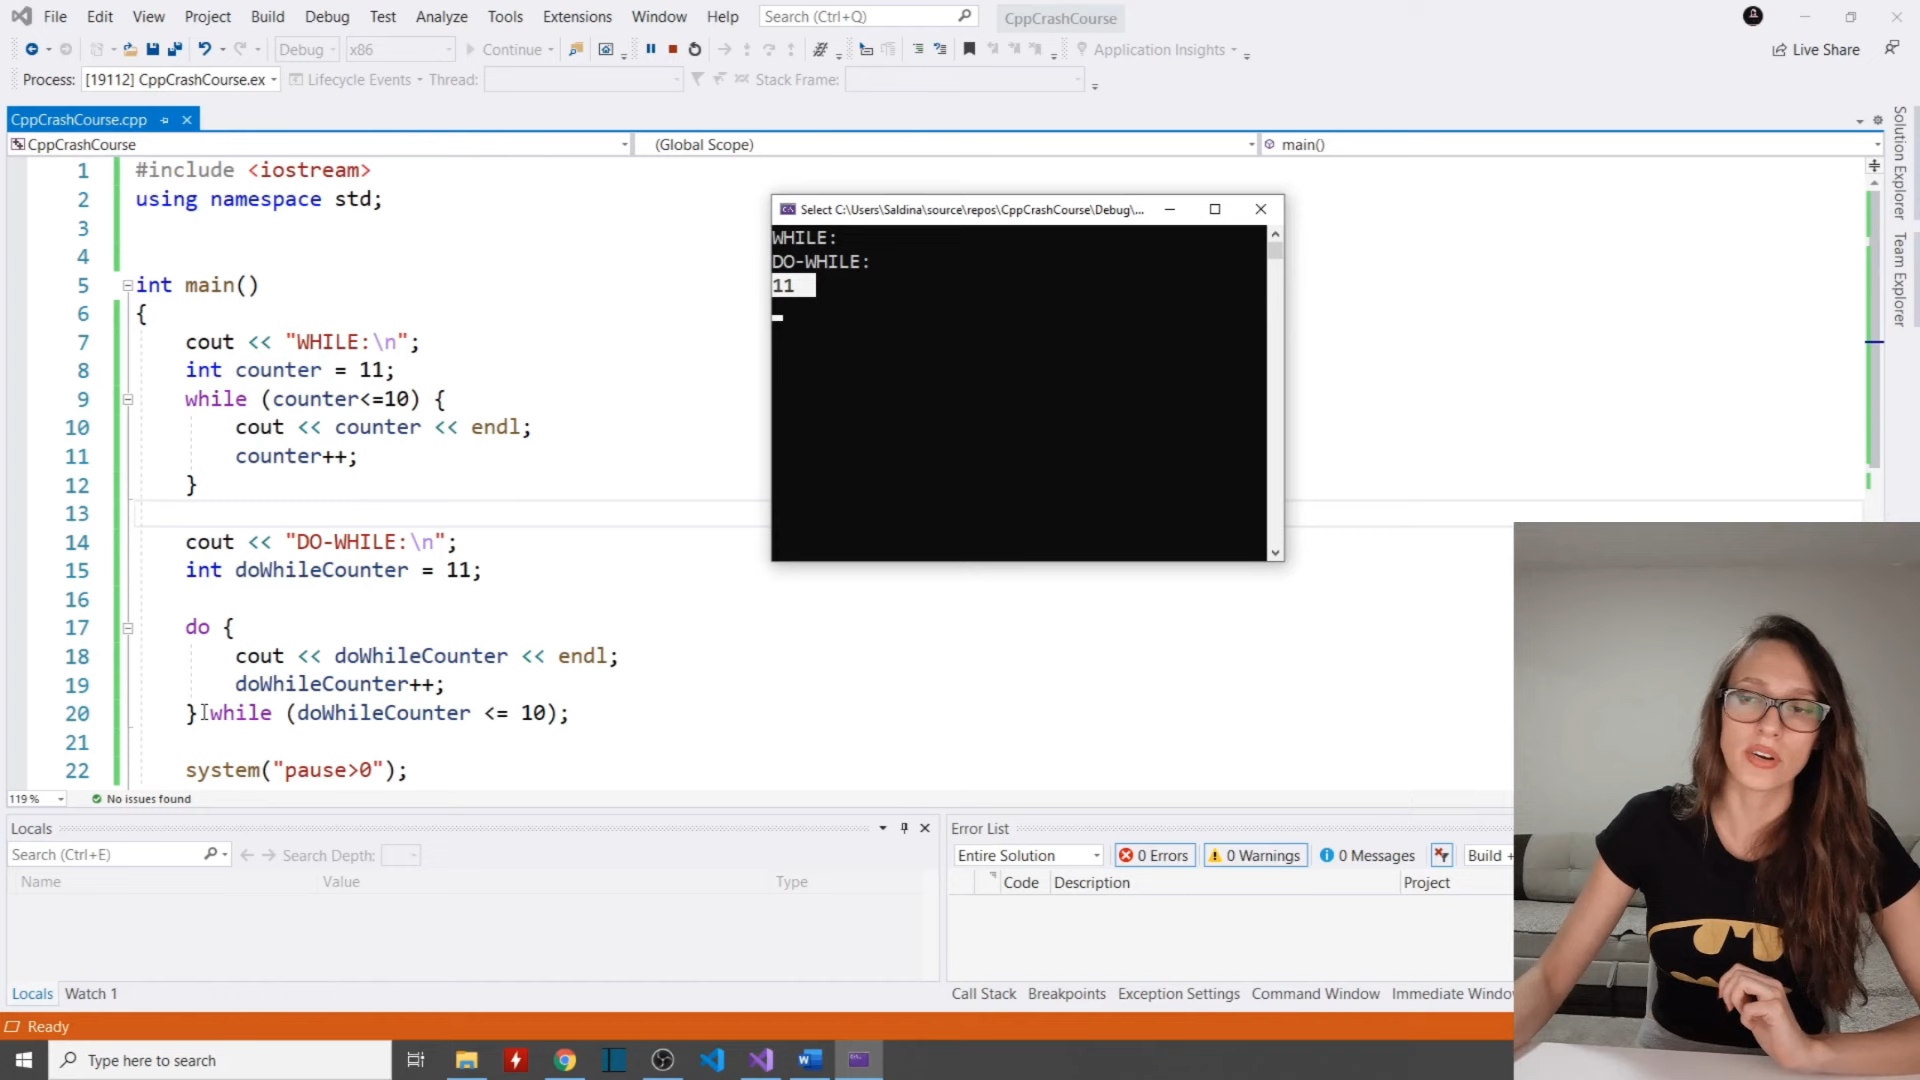 File Edit View Project Build Debug Test Analyze Tools Extensions Window Help Search (Ctrl+Q) CppCrashCourse
Debug x86 Continue Application Insights Live Share
Process: [19112] CppCrashCourse.ex Lifecycle Events Thread: Stack Frame:
CppCrashCourse.cpp
CppCrashCourse (Global Scope) main()
1 #include <iostream>
2 using namespace std;
3
4
5 int main()
6 {
7 cout << "WHILE:\n";
8 int counter = 11;
9 while (counter<=10) {
10 cout << counter << endl;
11 counter++;
12 }
13
14 cout << "DO-WHILE:\n";
15 int doWhileCounter = 11;
16
17 do {
18 cout << doWhileCounter << endl;
19 doWhileCounter++;
20 } while (doWhileCounter <= 10);
21
22 system("pause>0");
Select C:\Users\Saldina\source\repos\CppCrashCourse\Debug\...
WHILE:
DO-WHILE:
11
Solution Explorer
Team Explorer
119 % No issues found
Locals
Search (Ctrl+E) Search Depth:
Name Value Type
Locals Watch 1
Error List
Entire Solution 0 Errors 0 Warnings 0 Messages Build +
Code Description Project
Call Stack Breakpoints Exception Settings Command Window Immediate Windo
Ready
Type here to search